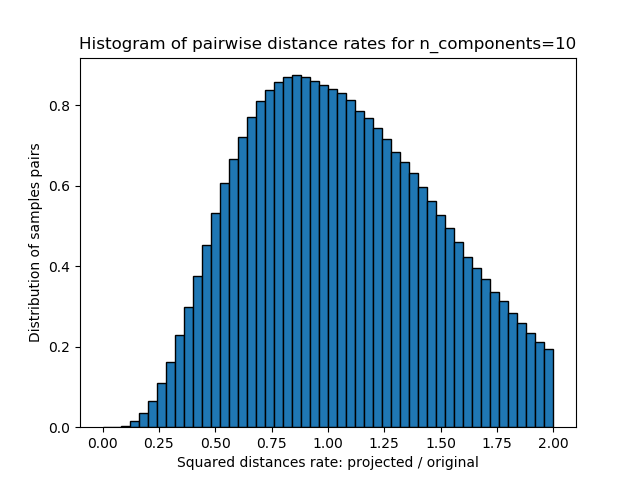 Histogram of pairwise distance rates for n_components=10
Distribution of samples pairs
0.8
0.6
0.4
0.2
0.0
0.00 0.25 0.50 0.75 1.00 1.25 1.50 1.75 2.00
Squared distances rate: projected / original